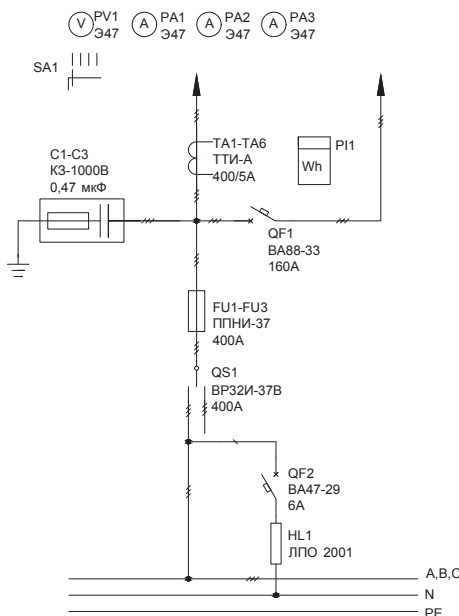 V PV1 Э47
A PA1 Э47
A PA2 Э47
A PA3 Э47
SA1
C1-C3
КЗ-1000В
0,47 мкФ
TA1-TA6
ТТИ-А
400/5А
PI1
Wh
QF1
ВА88-33
160А
FU1-FU3
ППНИ-37
400А
QS1
ВР32И-37В
400А
QF2
ВА47-29
6А
HL1
ЛПО 2001
A,B,C
N
PE